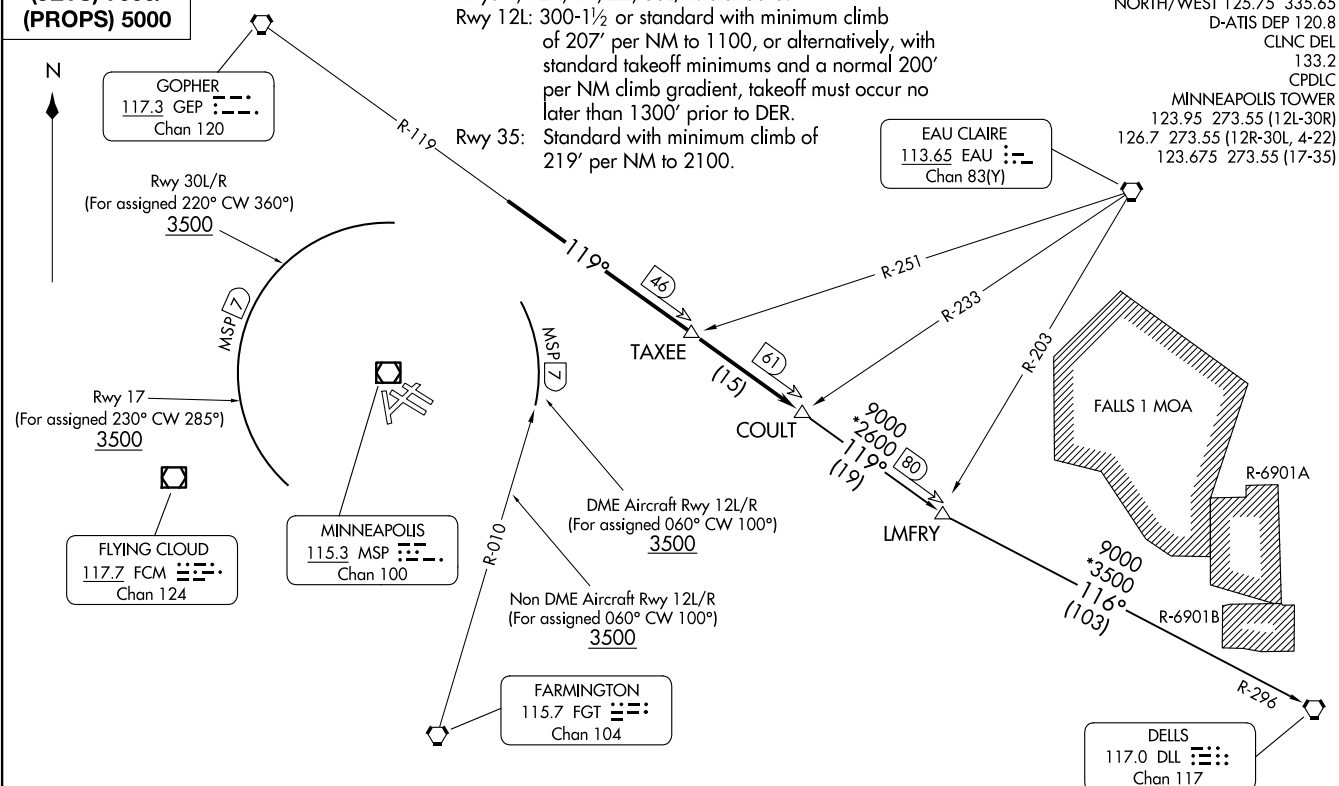 (PROPS) 5000
Rwy 12L: 300-1½ or standard with minimum climb
of 207' per NM to 1100, or alternatively, with
standard takeoff minimums and a normal 200'
per NM climb gradient, takeoff must occur no
later than 1300' prior to DER.
Rwy 35: Standard with minimum climb of
219' per NM to 2100.
NORTH/WEST 125.75 335.65
D-ATIS DEP 120.8
CLNC DEL
133.2
CPDLC
MINNEAPOLIS TOWER
123.95 273.55 (12L-30R)
126.7 273.55 (12R-30L, 4-22)
123.675 273.55 (17-35)
N
GOPHER
117.3 GEP
Chan 120
R-119
EAU CLAIRE
113.65 EAU
Chan 83(Y)
Rwy 30L/R
(For assigned 220° CW 360°)
3500
119°
46
R-251
R-233
R-203
MSP 7
MSP 7
TAXEE
61
(15)
COULT
Rwy 17
(For assigned 230° CW 285°)
3500
9000
*2600
119°
(19)
80
LMFRY
FALLS 1 MOA
R-6901A
R-6901B
FLYING CLOUD
117.7 FCM
Chan 124
MINNEAPOLIS
115.3 MSP
Chan 100
R-010
DME Aircraft Rwy 12L/R
(For assigned 060° CW 100°)
3500
Non DME Aircraft Rwy 12L/R
(For assigned 060° CW 100°)
3500
9000
*3500
116°
(103)
R-296
FARMINGTON
115.7 FGT
Chan 104
DELLS
117.0 DLL
Chan 117